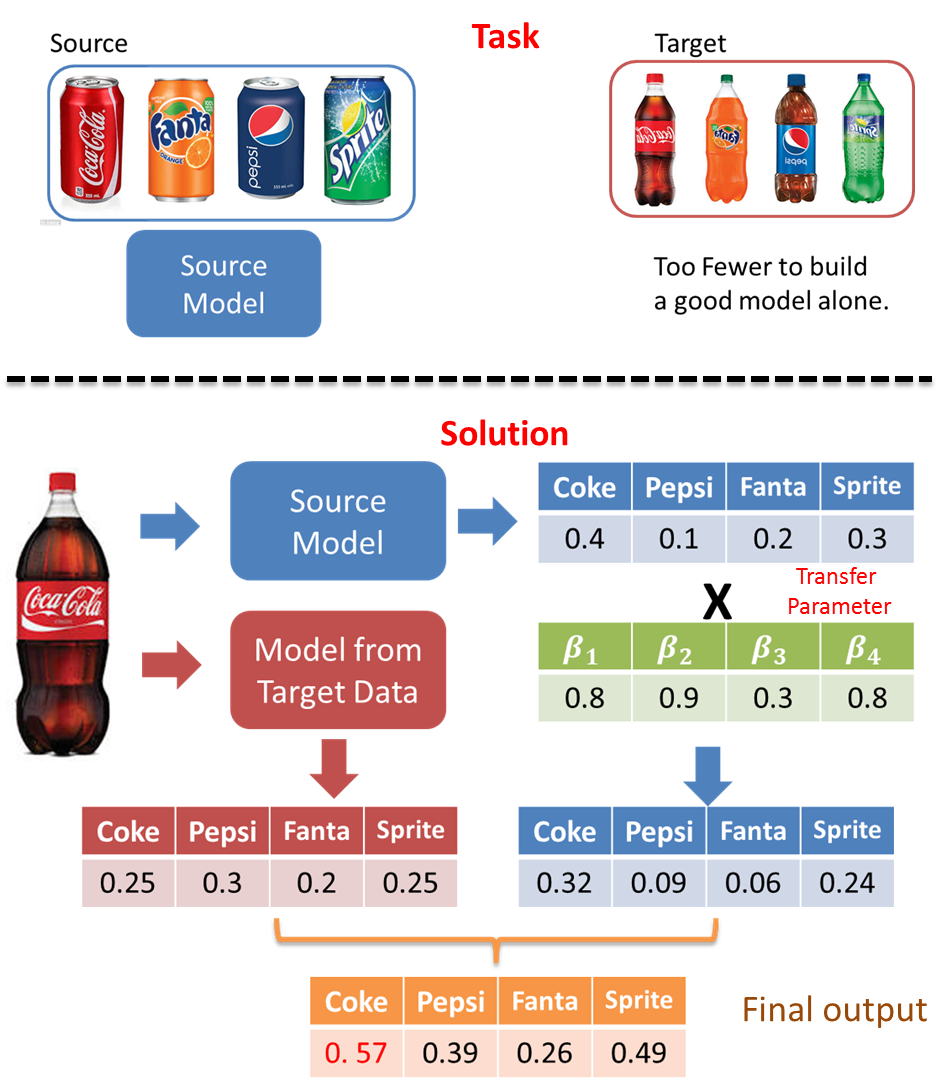 Source
Task
Target
Coca-Cola
Fanta
ORANGE
pepsi
Sprite
Coca-Cola
Fanta
pepsi
Sprite
Source
Model
Too Fewer to build
a good model alone.
Solution
Source
Model
Coke Pepsi Fanta Sprite
0.4 0.1 0.2 0.3
X
Transfer
Parameter
Coca-Cola
Model from
Target Data
β1 β2 β3 β4
0.8 0.9 0.3 0.8
Coke Pepsi Fanta Sprite
0.25 0.3 0.2 0.25
Coke Pepsi Fanta Sprite
0.32 0.09 0.06 0.24
Coke Pepsi Fanta Sprite
0. 57 0.39 0.26 0.49
Final output